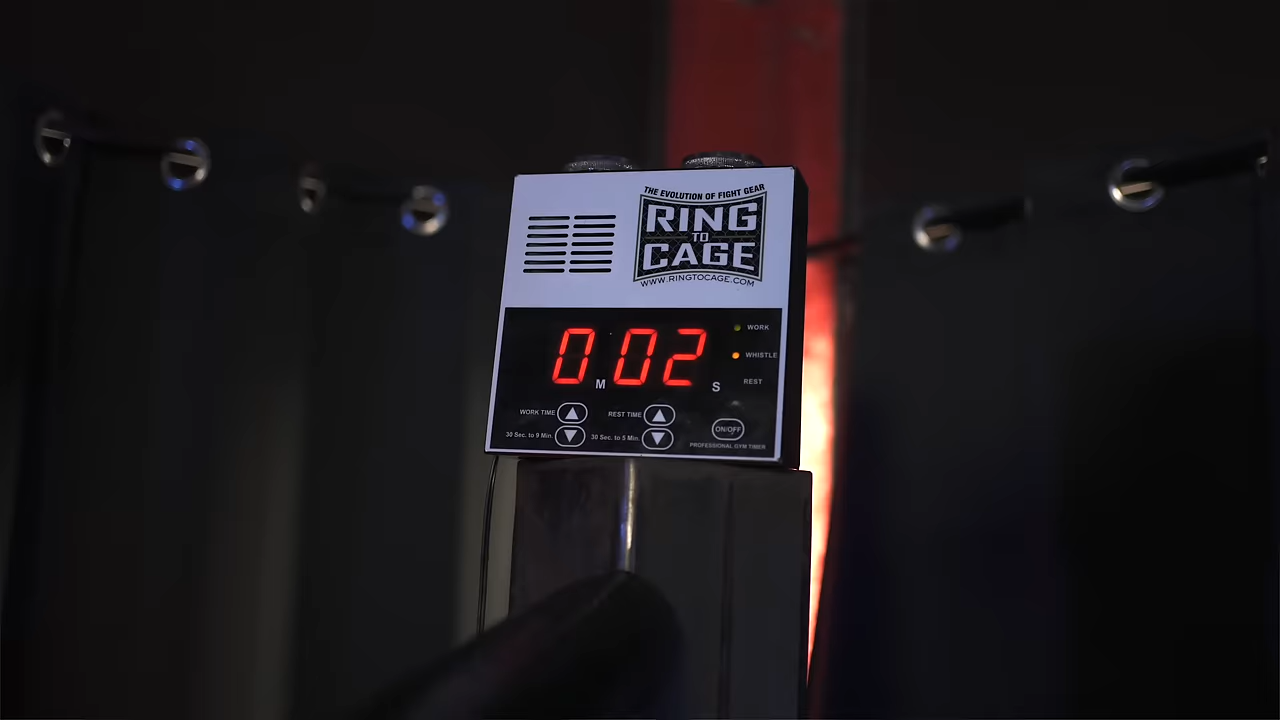 THE EVOLUTION OF FIGHT GEAR
RING
TO
CAGE
WWW.RINGTOCAGE.COM
0 M 02 S
WORK
WHISTLE
REST
WORK TIME
REST TIME
30 Sec. to 9 Min.
30 Sec. to 5 Min.
ON/OFF
PROFESSIONAL GYM TIMER